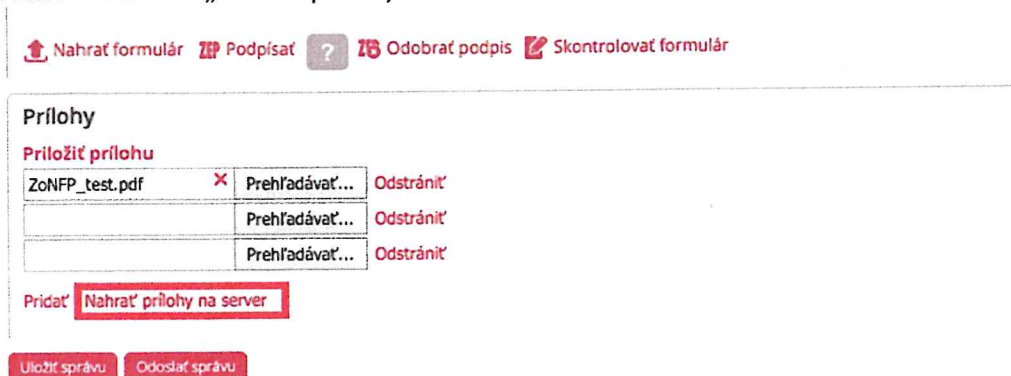 Nahrať formulár ZEP Podpísať ? Odobrať podpis Skontrolovať formulár
Prílohy
Priložiť prílohu
ZoNFP_test.pdf × Prehľadávať... Odstrániť
Prehľadávať... Odstrániť
Prehľadávať... Odstrániť
Pridať Nahrať prílohy na server
Uložiť správu Odoslať správu